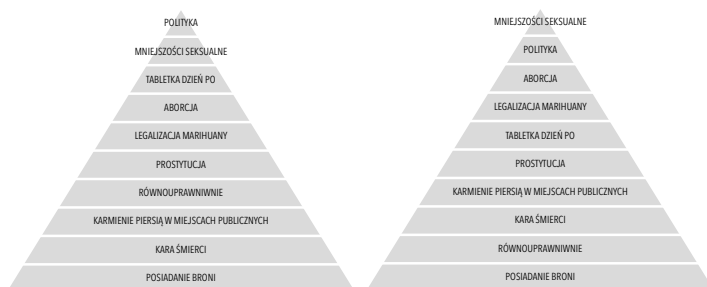 POLITYKA
MNIEJSZOŚCI SEKSUALNE
TABLETKA DZIEŃ PO
ABORCJA
LEGALIZACJA MARIHUANY
PROSTYTUCJA
RÓWNOUPRAWNIWNIE
KARMIENIE PIERSIĄ W MIEJSCACH PUBLICZNYCH
KARA ŚMIERCI
POSIADANIE BRONI
MNIEJSZOŚCI SEKSUALNE
POLITYKA
ABORCJA
LEGALIZACJA MARIHUANY
TABLETKA DZIEŃ PO
PROSTYTUCJA
KARMIENIE PIERSIĄ W MIEJSCACH PUBLICZNYCH
KARA ŚMIERCI
RÓWNOUPRAWNIWNIE
POSIADANIE BRONI